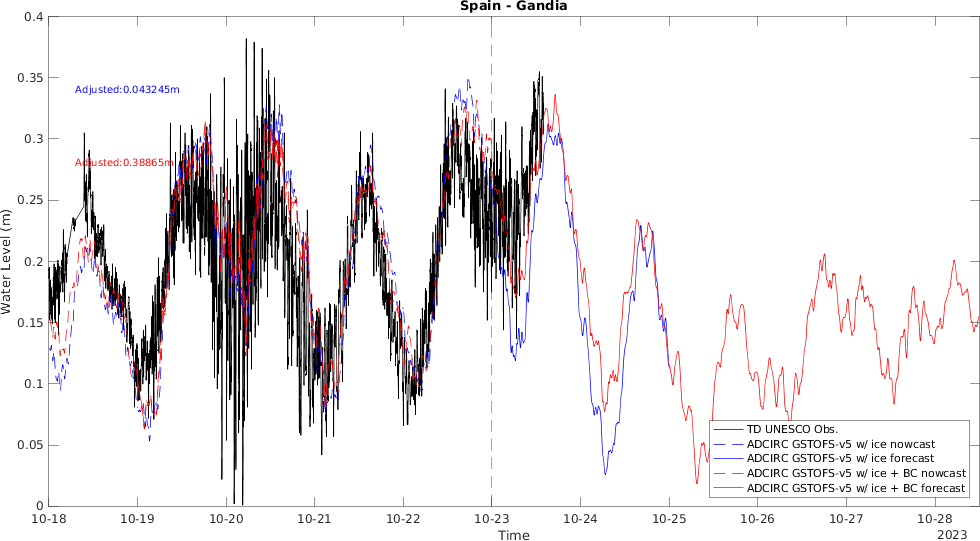 Spain - Gandia
0.4
0.35
0.3
0.25
0.2
0.15
0.1
0.05
0
Water Level (m)
Adjusted:0.043245m
Adjusted:0.38865m
TD UNESCO Obs.
ADCIRC GSTOFS-v5 w/ ice nowcast
ADCIRC GSTOFS-v5 w/ ice forecast
ADCIRC GSTOFS-v5 w/ ice + BC nowcast
ADCIRC GSTOFS-v5 w/ ice + BC forecast
10-18 10-19 10-20 10-21 10-22 10-23 10-24 10-25 10-26 10-27 10-28
Time
2023